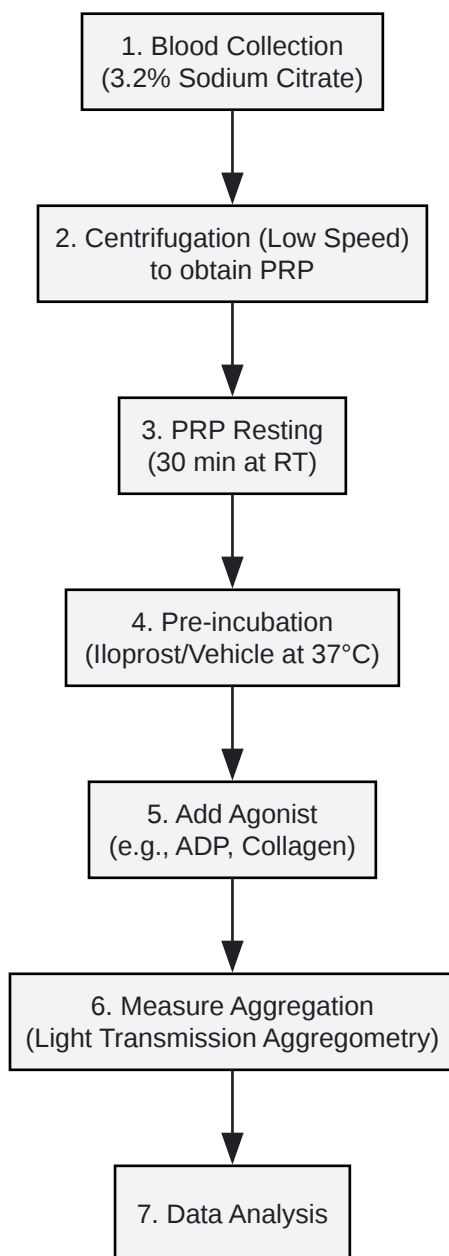 1. Blood Collection
(3.2% Sodium Citrate)
2. Centrifugation (Low Speed)
to obtain PRP
3. PRP Resting
(30 min at RT)
4. Pre-incubation
(Iloprost/Vehicle at 37°C)
5. Add Agonist
(e.g., ADP, Collagen)
6. Measure Aggregation
(Light Transmission Aggregometry)
7. Data Analysis